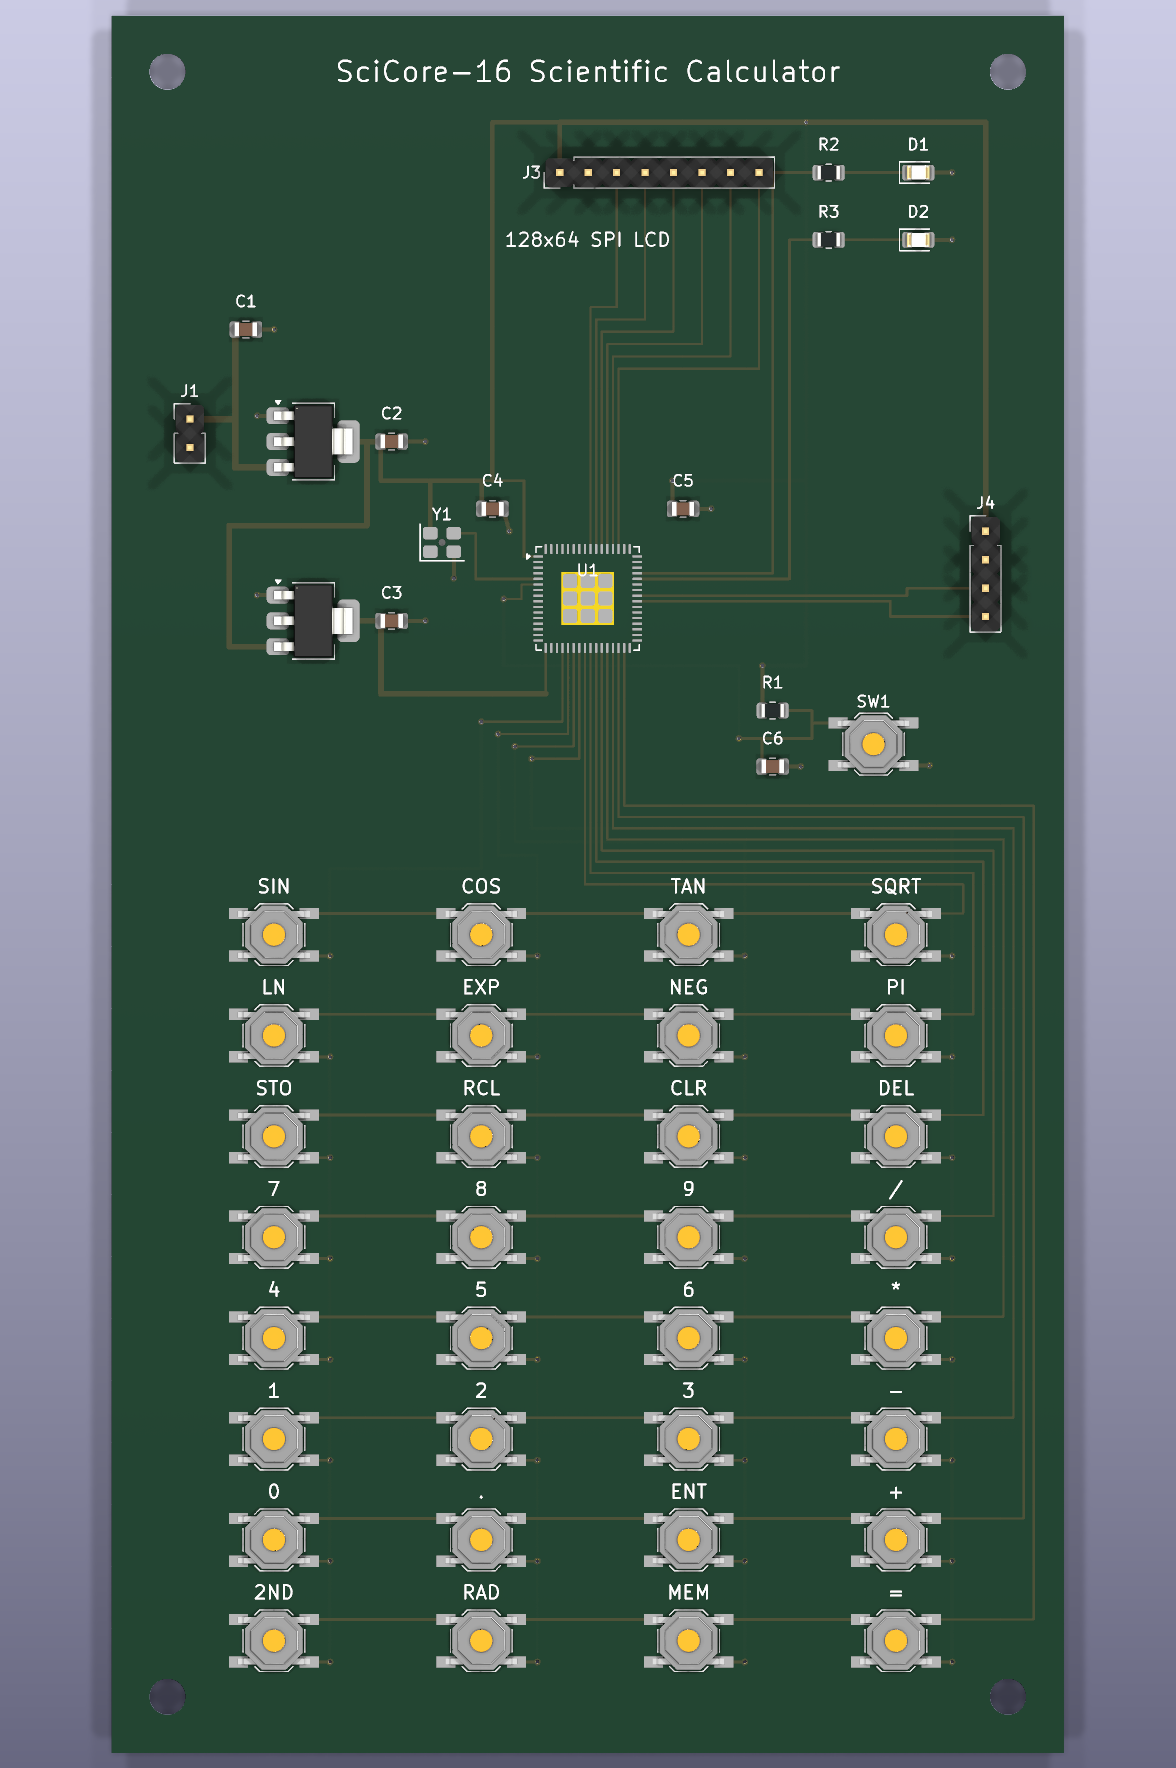 SciCore-16 Scientific Calculator
R2
D1
J3
R3
D2
128x64 SPI LCD
C1
J1
C2
C4
C5
J4
Y1
U1
C3
R1
SW1
C6
SIN
COS
TAN
SQRT
LN
EXP
NEG
PI
STO
RCL
CLR
DEL
7
8
9
/
4
5
6
*
1
2
3
-
0
.
ENT
+
2ND
RAD
MEM
=